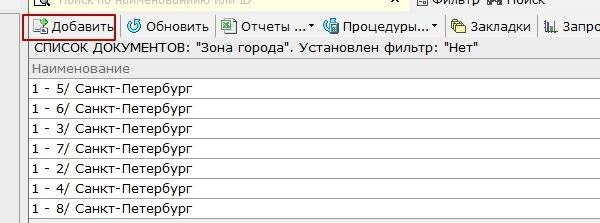 Поиск по наименованию или ID Фильтр Поиск
Добавить Обновить Отчеты ... Процедуры... Закладки Запро
СПИСОК ДОКУМЕНТОВ: "Зона города". Установлен фильтр: "Нет"
Наименование
1 - 5/ Санкт-Петербург
1 - 6/ Санкт-Петербург
1 - 3/ Санкт-Петербург
1 - 7/ Санкт-Петербург
1 - 2/ Санкт-Петербург
1 - 4/ Санкт-Петербург
1 - 8/ Санкт-Петербург